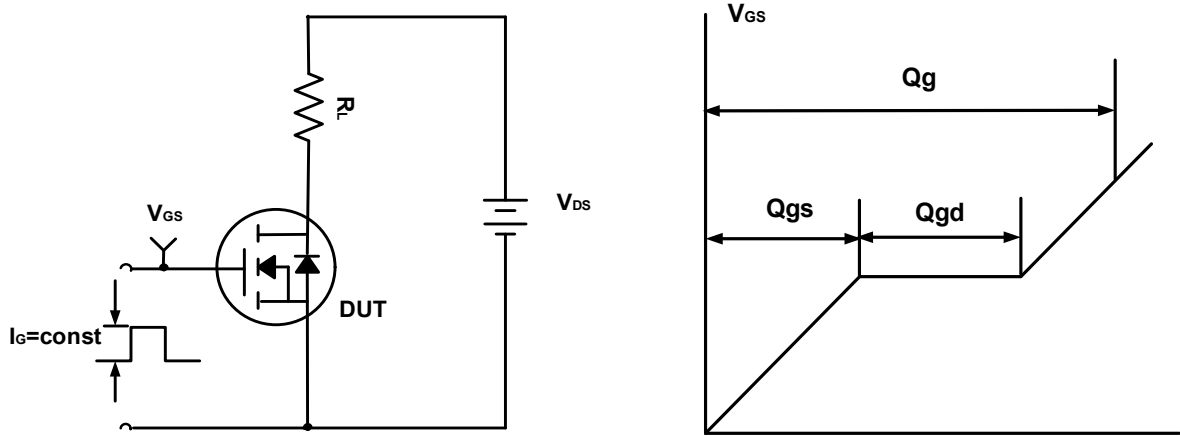 RL
VDS
VGS
DUT
IG=const
VGS
Qg
Qgs
Qgd